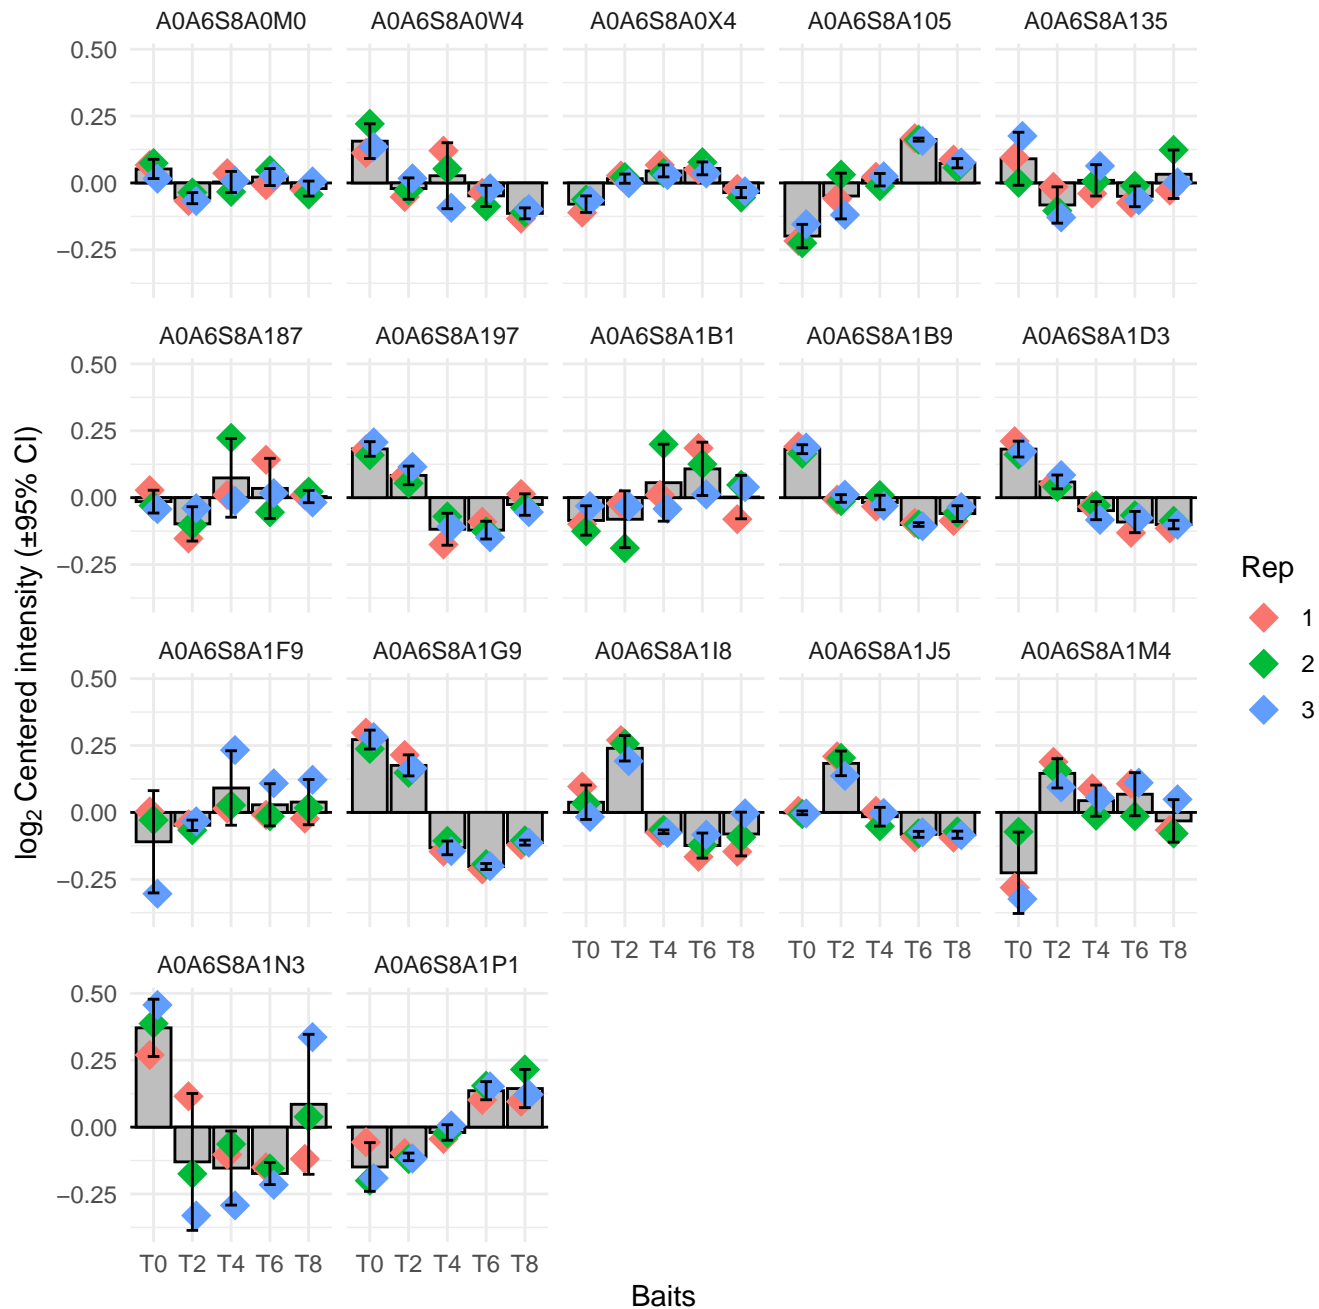 A0A6S8A0M0 A0A6S8A0W4 A0A6S8A0X4 A0A6S8A105 A0A6S8A135
0.50
0.25
0.00
−0.25
A0A6S8A187 A0A6S8A197 A0A6S8A1B1 A0A6S8A1B9 A0A6S8A1D3
0.50
0.25
0.00
−0.25
A0A6S8A1F9 A0A6S8A1G9 A0A6S8A1I8 A0A6S8A1J5 A0A6S8A1M4
0.50
0.25
0.00
−0.25
T0 T2 T4 T6 T8 T0 T2 T4 T6 T8 T0 T2 T4 T6 T8
A0A6S8A1N3 A0A6S8A1P1
0.50
0.25
0.00
−0.25
T0 T2 T4 T6 T8 T0 T2 T4 T6 T8
Baits
log₂ Centered intensity (±95% CI)
Rep
1
2
3